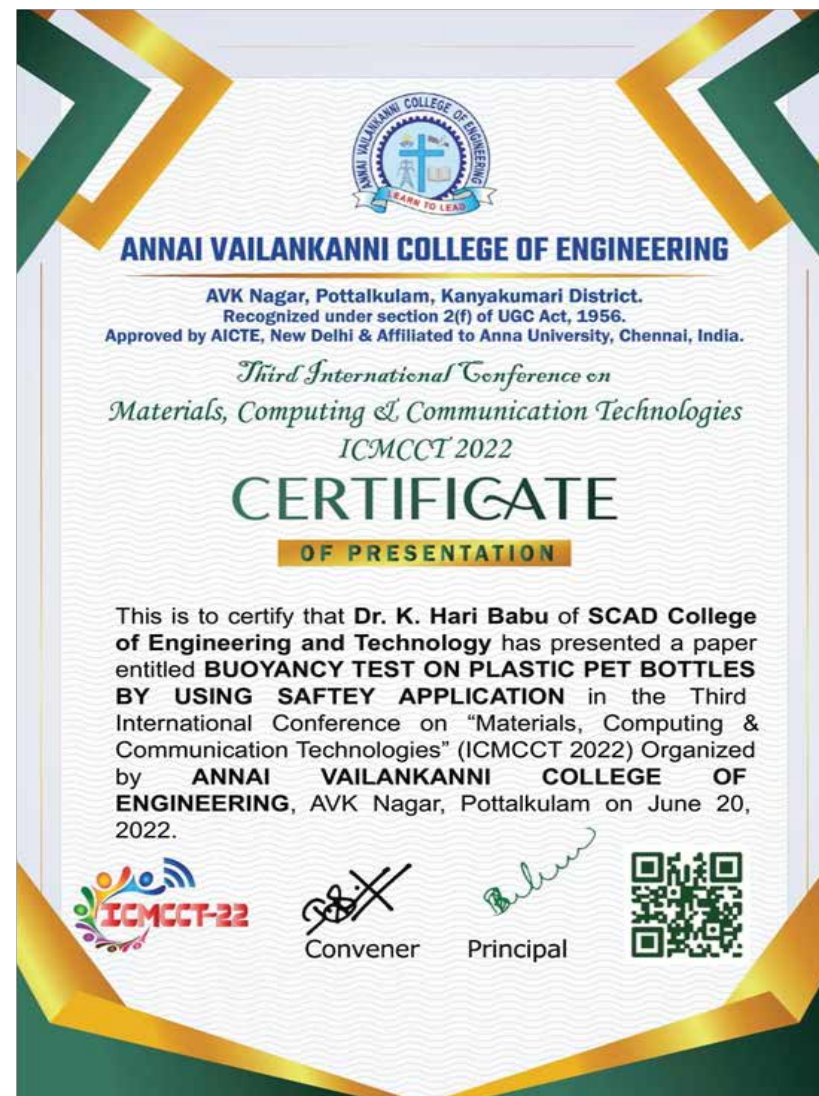 ANNAI VAILANKANNI COLLEGE OF ENGINEERING
LEARN TO LEAD
ANNAI VAILANKANNI COLLEGE OF ENGINEERING
AVK Nagar, Pottalkulam, Kanyakumari District.
Recognized under section 2(f) of UGC Act, 1956.
Approved by AICTE, New Delhi & Affiliated to Anna University, Chennai, India.
Third International Conference on
Materials, Computing & Communication Technologies
ICMCCT 2022
CERTIFICATE
OF PRESENTATION
This is to certify that Dr. K. Hari Babu of SCAD College
of Engineering and Technology has presented a paper
entitled BUOYANCY TEST ON PLASTIC PET BOTTLES
BY USING SAFTEY APPLICATION in the Third
International Conference on “Materials, Computing &
Communication Technologies” (ICMCCT 2022) Organized
by ANNAI VAILANKANNI COLLEGE OF
ENGINEERING, AVK Nagar, Pottalkulam on June 20,
2022.
ICMCCT-22
Convener
Principal